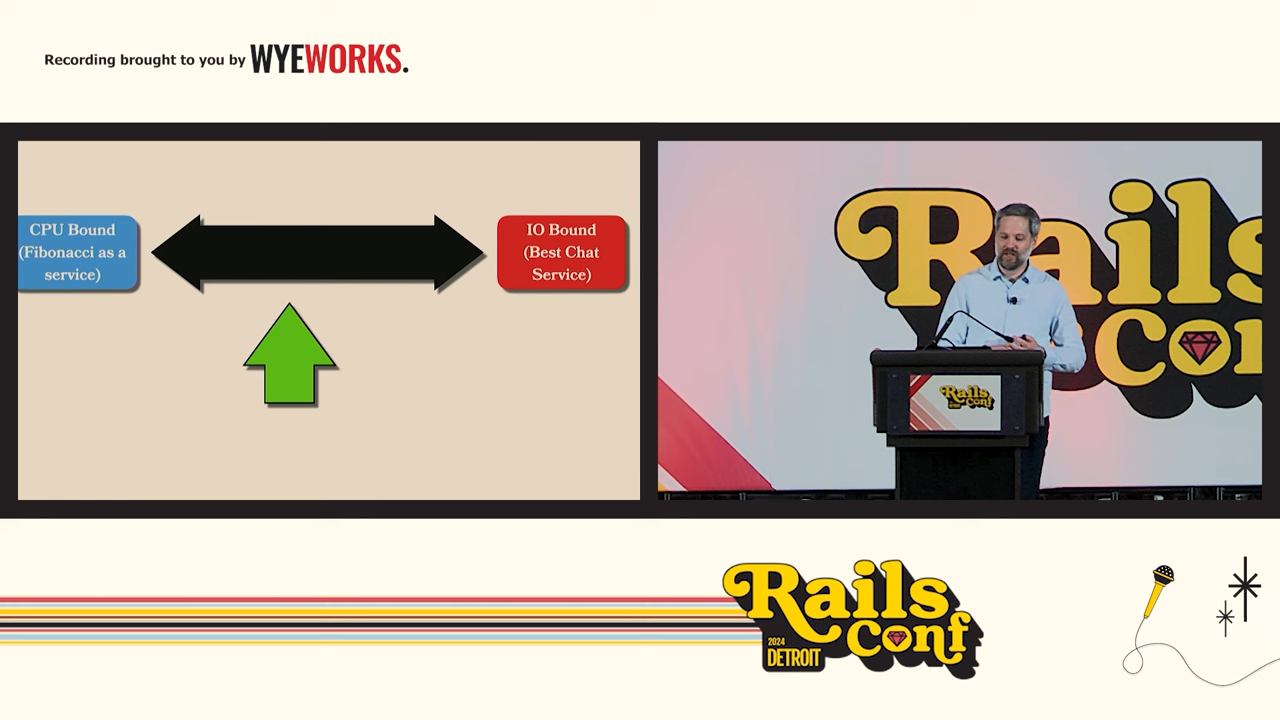 Recording brought to you by WYEWORKS.
CPU Bound
(Fibonacci as a
service)
IO Bound
(Best Chat
Service)
Rails
Con
Rails
Conf
Rails
Conf
2024
DETROIT